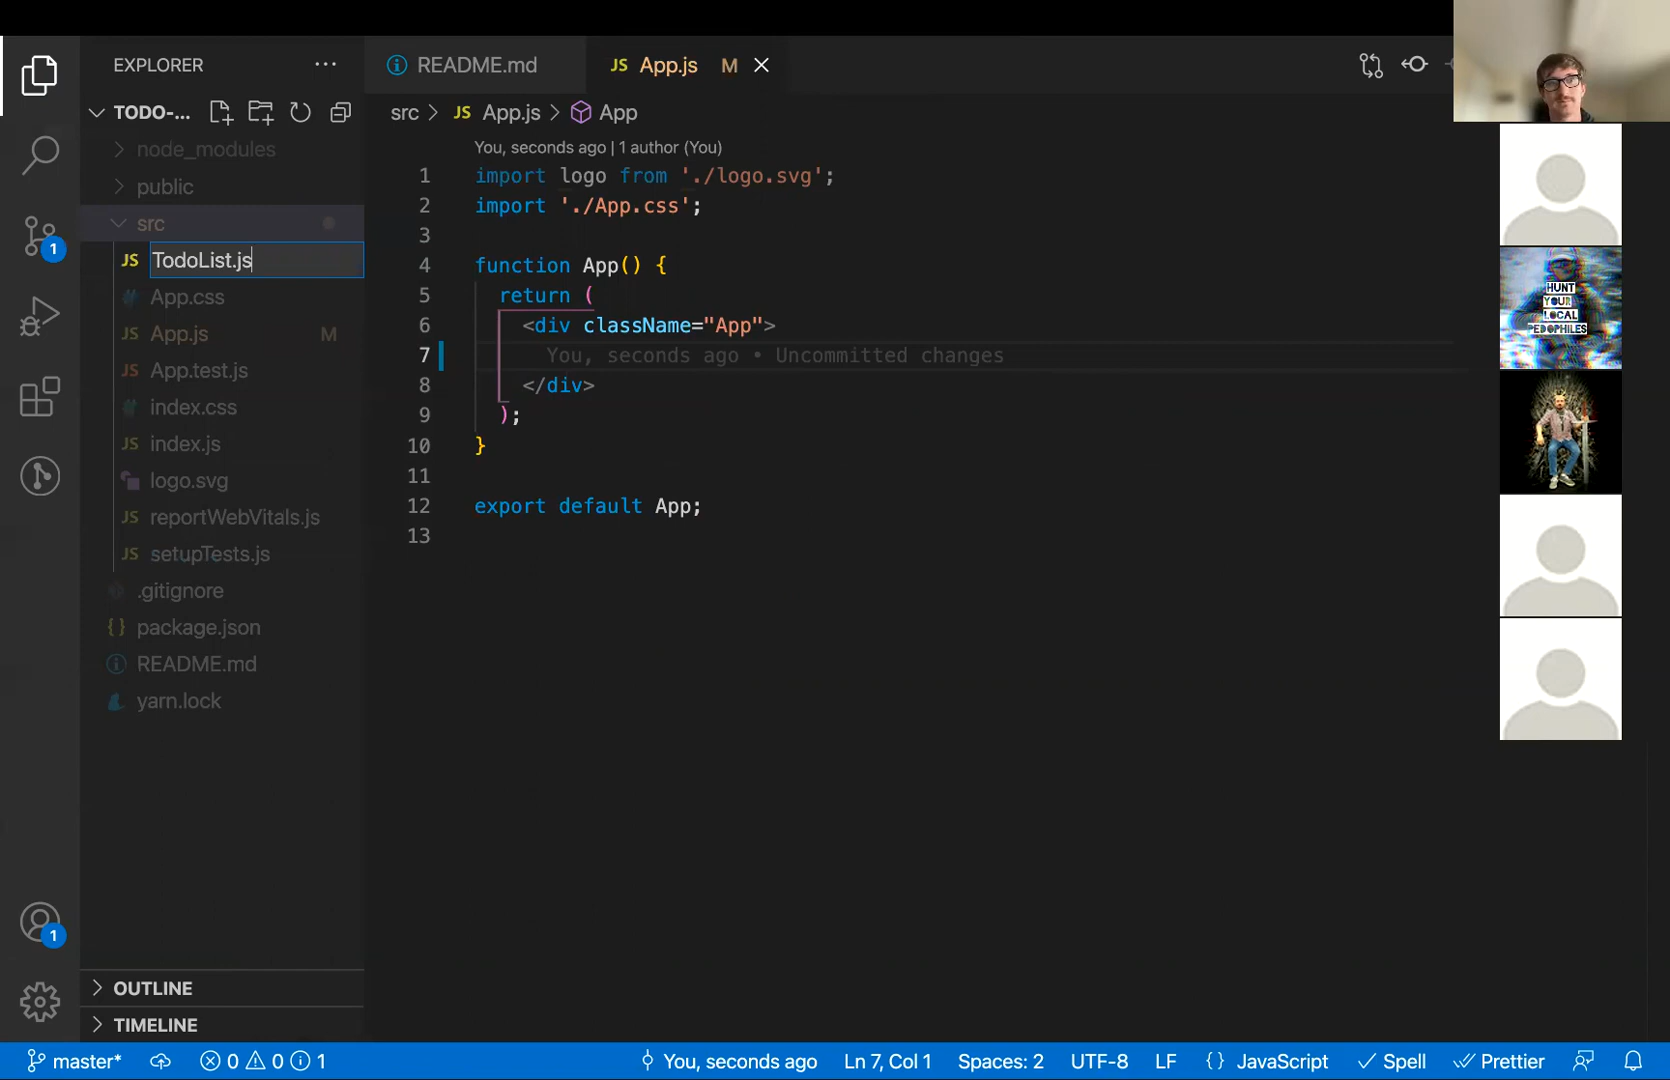 EXPLORER ...
README.md
JS App.js M
TODO-...
src > JS App.js > App
node_modules
public
src
JS TodoList.js
App.css
JS App.js M
JS App.test.js
index.css
JS index.js
logo.svg
JS reportWebVitals.js
JS setupTests.js
.gitignore
{} package.json
README.md
yarn.lock
1
1
OUTLINE
TIMELINE
You, seconds ago | 1 author (You)
1 import logo from './logo.svg';
2 import './App.css';
3
4 function App() {
5 return (
6 <div className="App">
7 You, seconds ago • Uncommitted changes
8 </div>
9 );
10 }
11
12 export default App;
13
HUNT
YOUR
LOCAL
PEDOPHILES
master* 0 0 1 You, seconds ago Ln 7, Col 1 Spaces: 2 UTF-8 LF {} JavaScript Spell Prettier